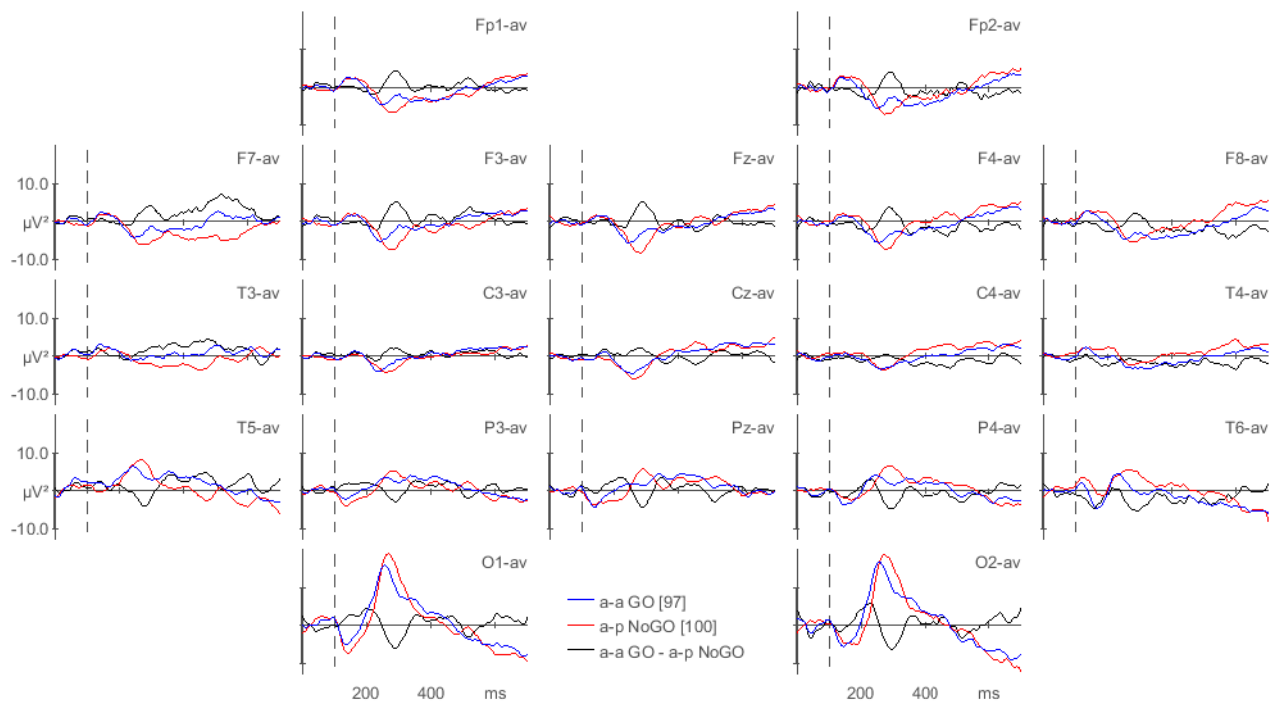 Fp1-av Fp2-av
F7-av F3-av Fz-av F4-av F8-av
10.0
µV²
-10.0
T3-av C3-av Cz-av C4-av T4-av
10.0
µV²
-10.0
T5-av P3-av Pz-av P4-av T6-av
10.0
µV²
-10.0
O1-av O2-av
a-a GO [97]
a-p NoGO [100]
a-a GO - a-p NoGO
200 400 ms 200 400 ms